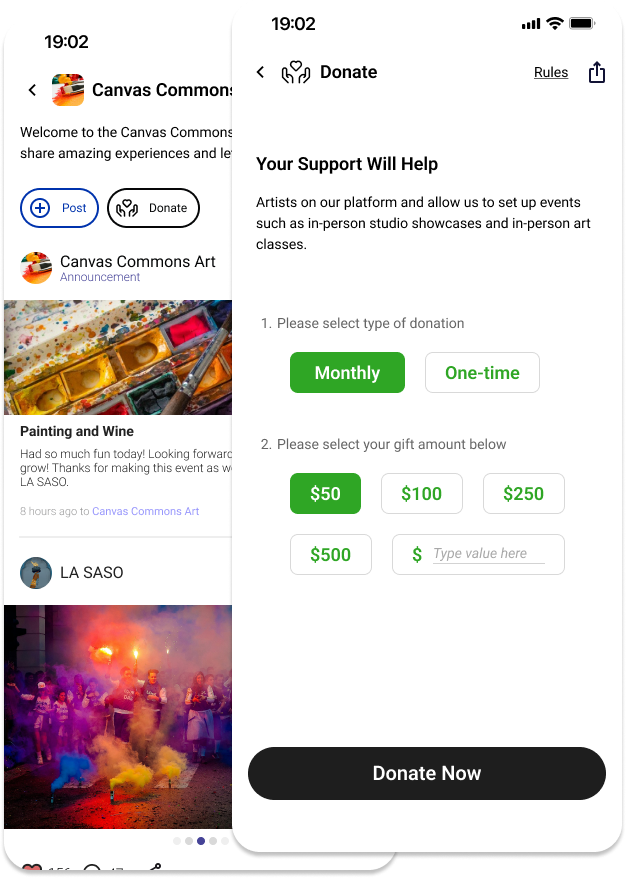 19:02
Canvas Commons
Welcome to the Canvas Commons
share amazing experiences and
Post
Donate
Canvas Commons Art
Announcement
Painting and Wine
Had so much fun today! Looking
grow! Thanks for making this event as
LA SASO.
8 hours ago to Canvas Commons Art
LA SASO
19:02
Donate
Rules
Your Support Will Help
Artists on our platform and allow us to set up events
such as in-person studio showcases and in-person art
classes.
1. Please select type of donation
Monthly
One-time
2. Please select your gift amount below
$50
$100
$250
$500
$ Type value here
Donate Now